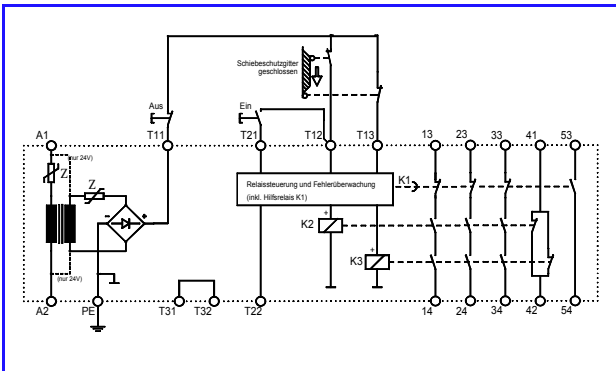 Schiebeschutzgitter
geschlossen
Aus
Ein
A1
T11
T21
T12
T13
13
23
33
41
53
(nur 24V)
Z
Z
-
+
Relaissteuerung und Fehlerüberwachung
(inkl. Hilfsrelais K1)
K1
+
K2
+
K3
(nur 24V)
A2
PE
T31
T32
T22
14
24
34
42
54